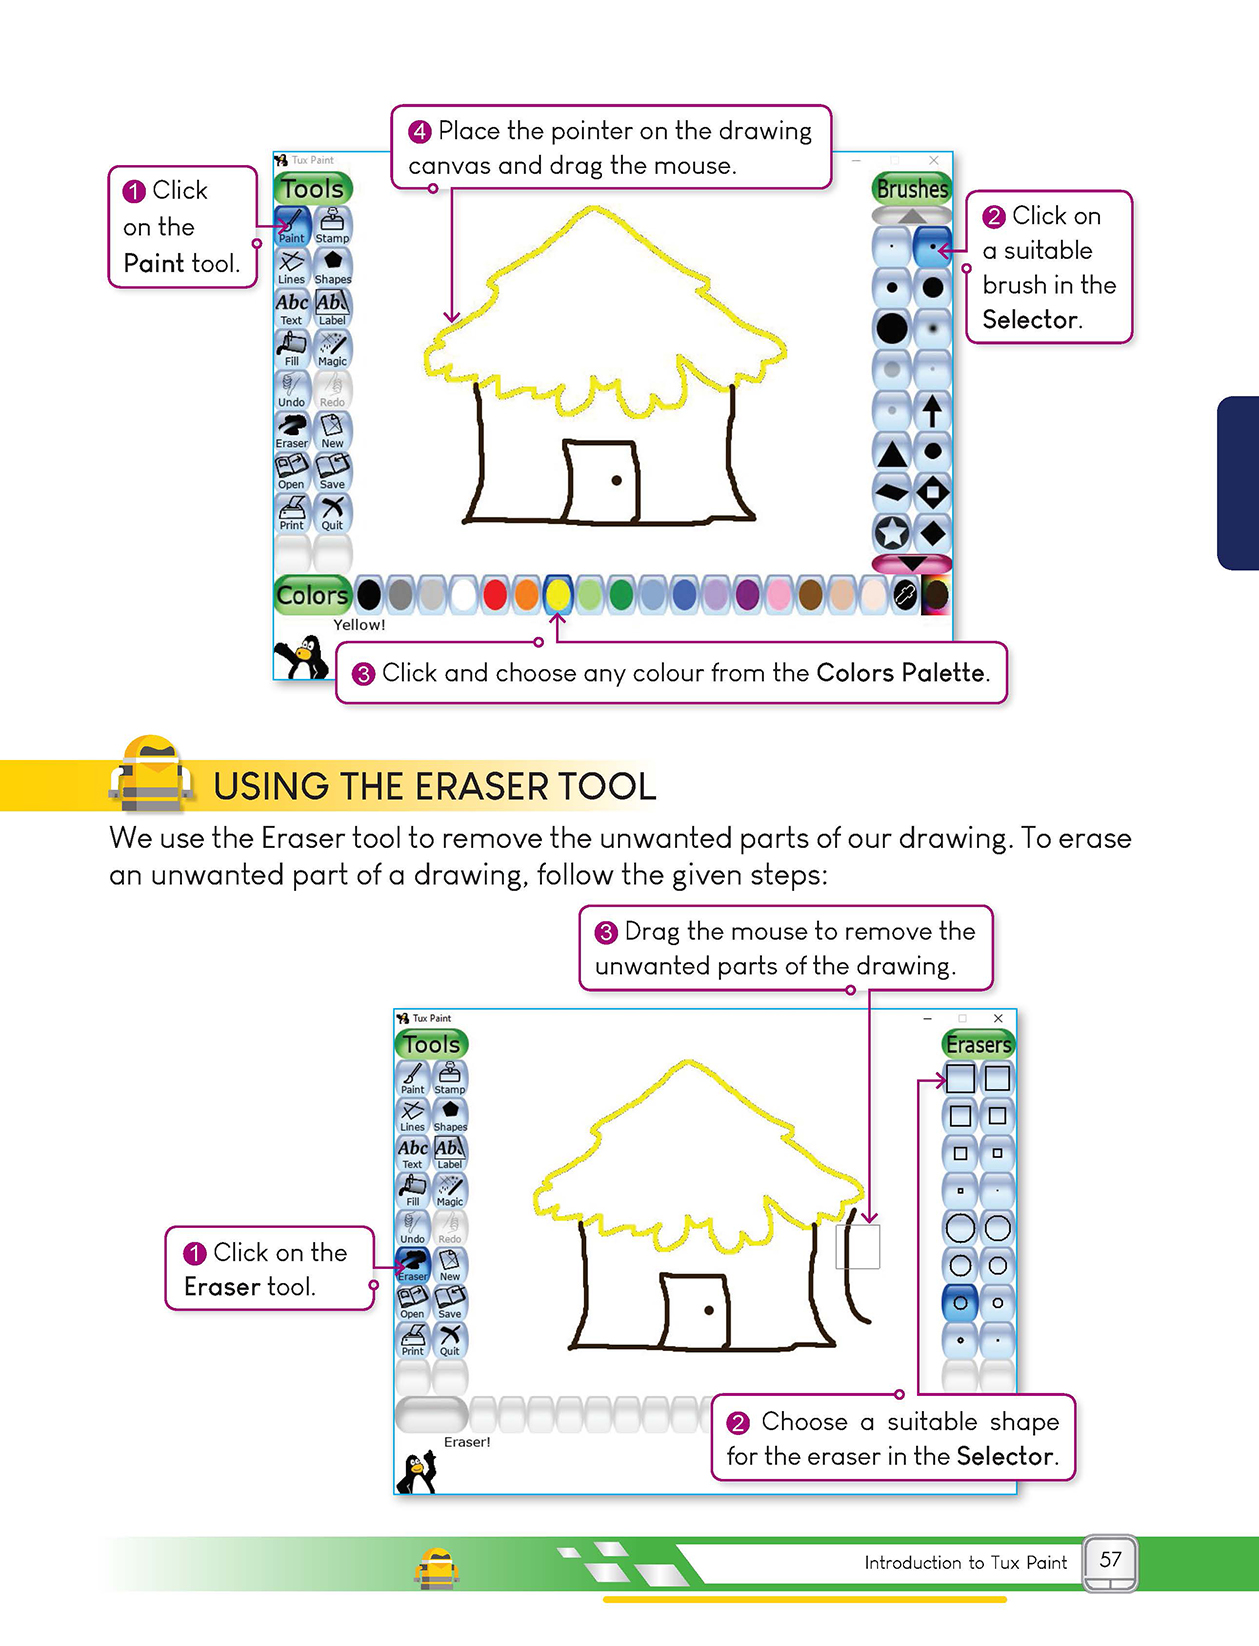 4 Place the pointer on the drawing
canvas and drag the mouse.
1 Click
on the
Paint tool.
2 Click on
a suitable
brush in the
Selector.
Tux Paint
Tools
Brushes
Paint Stamp
Lines Shapes
Abc Abc
Text Label
Fill Magic
Undo Redo
Eraser New
Open Save
Print Quit
Colors
Yellow!
3 Click and choose any colour from the Colors Palette.
USING THE ERASER TOOL
We use the Eraser tool to remove the unwanted parts of our drawing. To erase
an unwanted part of a drawing, follow the given steps:
3 Drag the mouse to remove the
unwanted parts of the drawing.
Tux Paint
Tools
Erasers
Paint Stamp
Lines Shapes
Abc Abc
Text Label
Fill Magic
Undo Redo
Eraser New
Open Save
Print Quit
1 Click on the
Eraser tool.
2 Choose a suitable shape
for the eraser in the Selector.
Eraser!
Introduction to Tux Paint 57